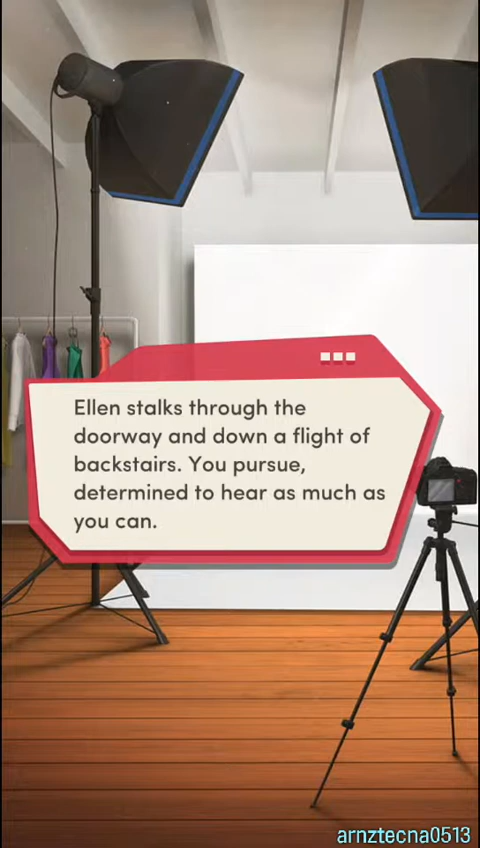 Ellen stalks through the
doorway and down a flight of
backstairs. You pursue,
determined to hear as much as
you can.
arnztecna0513